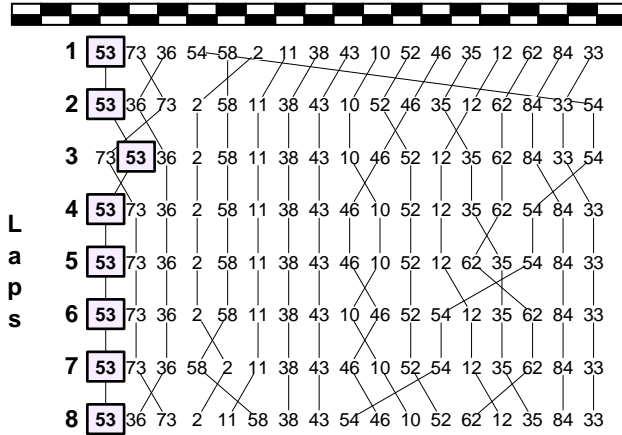 1 53 73 36 54 58 2 11 38 43 10 52 46 35 12 62 84 33
2 53 36 73 2 58 11 38 43 10 52 46 35 12 62 84 33 54
3 73 53 36 2 58 11 38 43 10 46 52 12 35 62 84 33 54
4 53 73 36 2 58 11 38 43 46 10 52 12 35 62 54 84 33
5 53 73 36 2 58 11 38 43 46 10 52 12 62 35 54 84 33
6 53 73 36 2 58 11 38 43 10 46 52 54 12 35 62 84 33
7 53 73 36 58 2 11 38 43 46 10 52 54 12 35 62 84 33
8 53 36 73 2 11 58 38 43 54 46 10 52 62 12 35 84 33
Laps